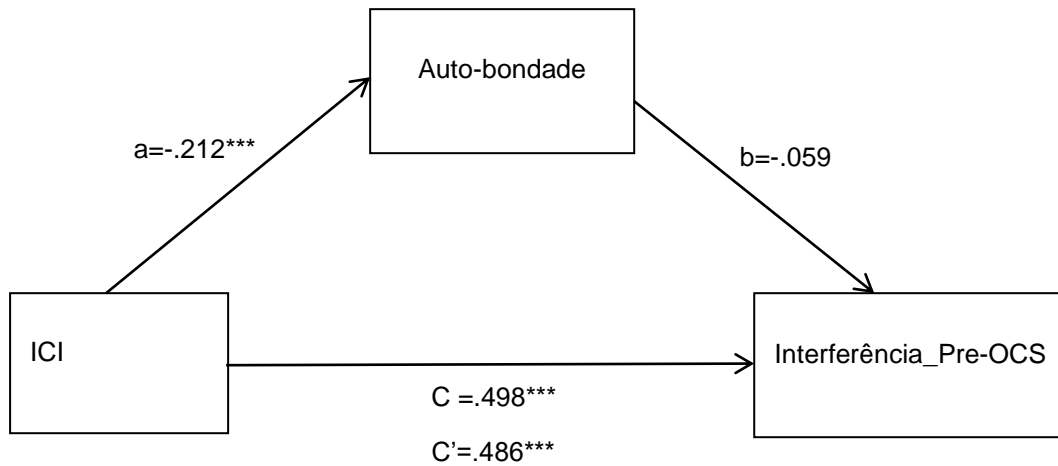 Auto-bondade
a=-.212***
b=-.059
ICI
Interferência_Pre-OCS
C =.498***
C’=.486***